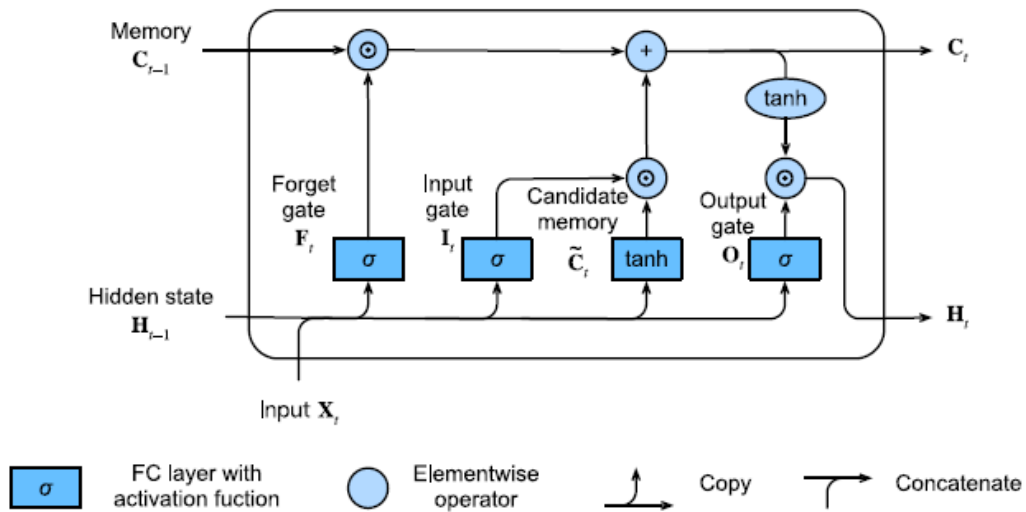 Memory
C_{t−1}
C_t
+
tanh
Forget
gate
F_t
Input
gate
I_t
Candidate
memory
C̃_t
Output
gate
O_t
σ
σ
tanh
σ
Hidden state
H_{t−1}
H_t
Input X_t
σ
FC layer with
activation fuction
Elementwise
operator
Copy
Concatenate